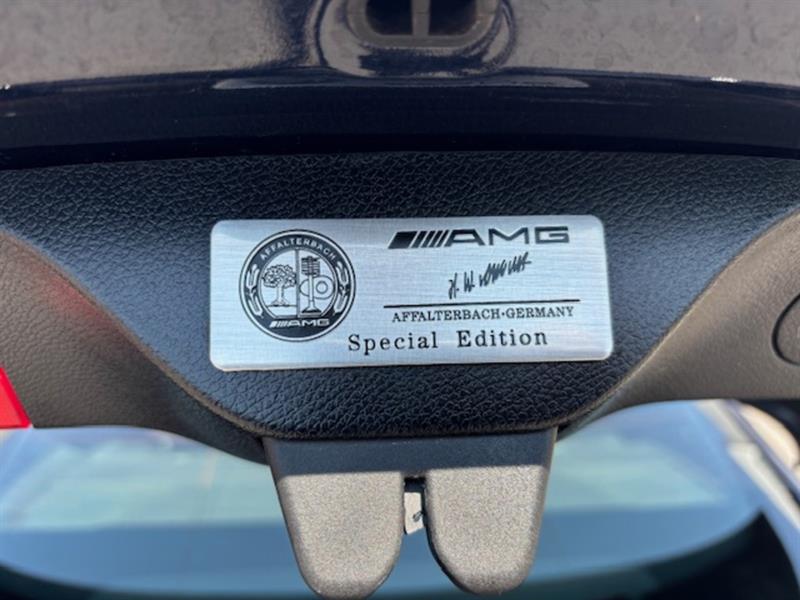 AFFALTERBACH
AMG
AMG
AFFALTERBACH·GERMANY
Special Edition